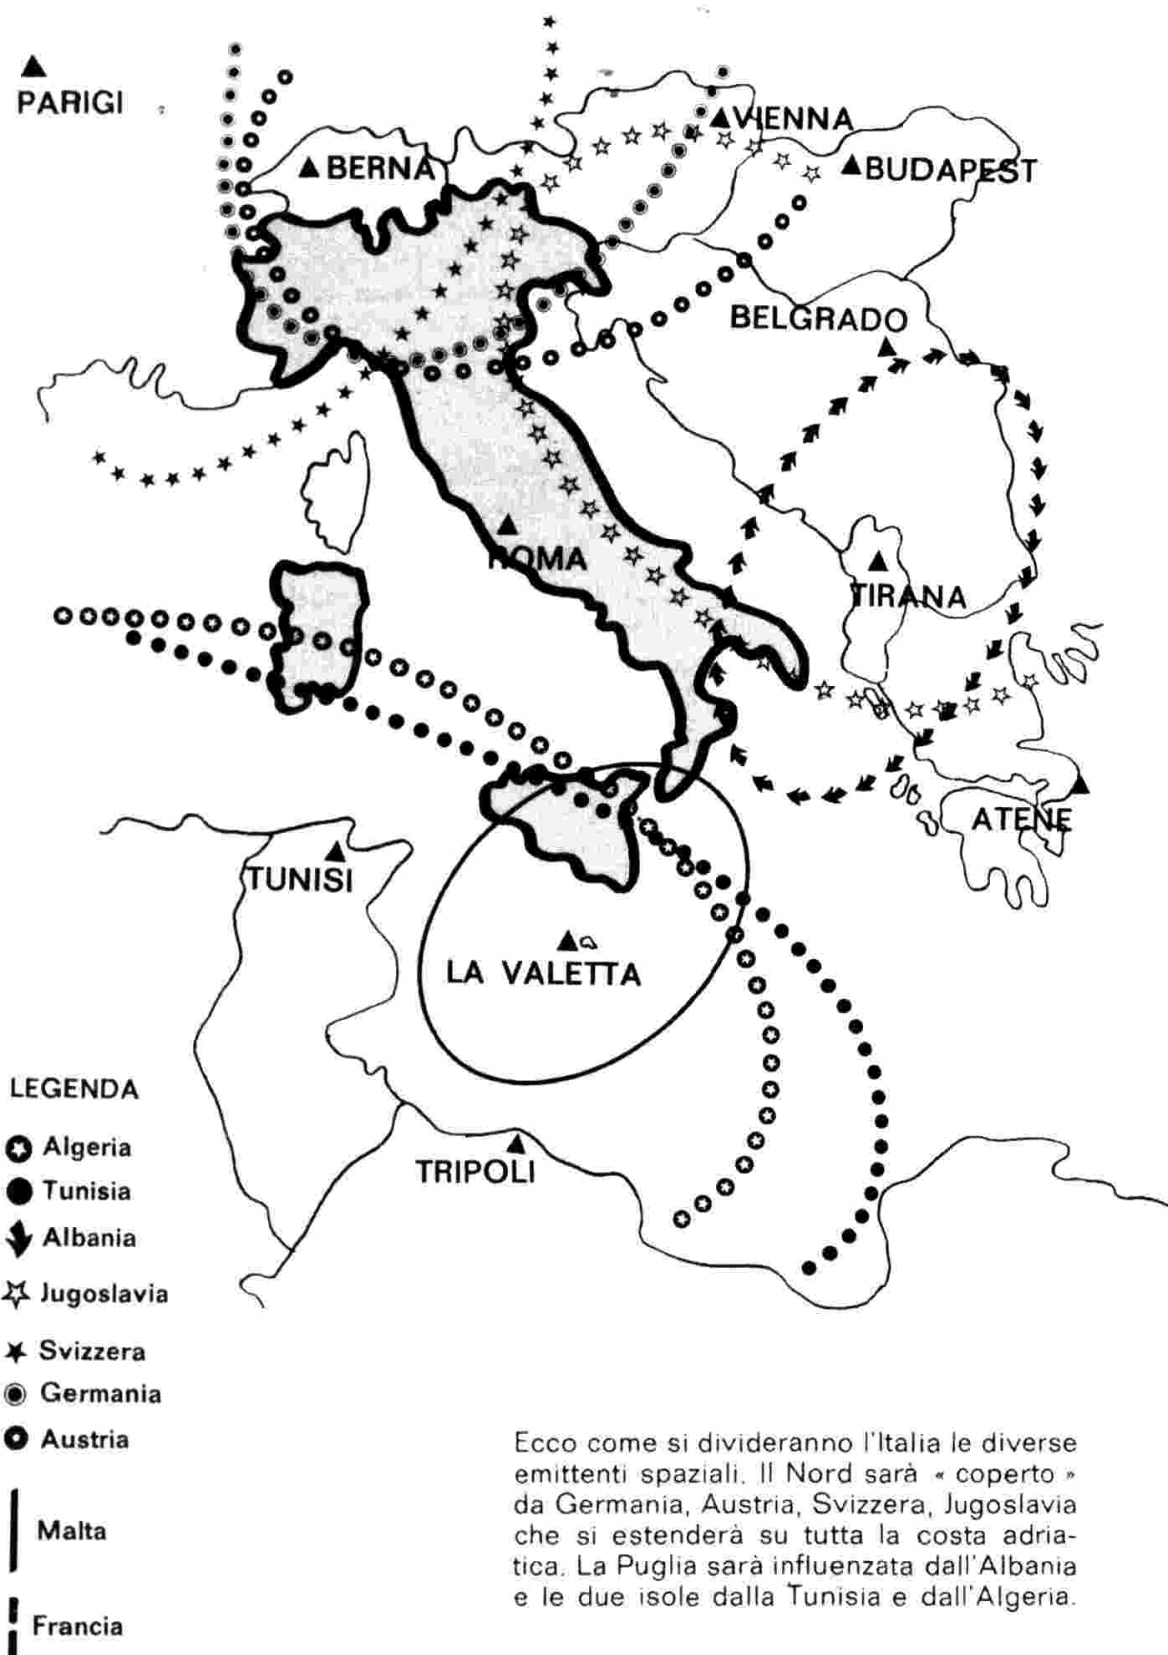 PARIGI
BERNA
VIENNA
BUDAPEST
BELGRADO
ROMA
TIRANA
ATENE
TUNISI
LA VALETTA
TRIPOLI
LEGENDA
Algeria
Tunisia
Albania
Jugoslavia
Svizzera
Germania
Austria
Malta
Francia
Ecco come si divideranno l'Italia le diverse
emittenti spaziali. Il Nord sarà « coperto »
da Germania, Austria, Svizzera, Jugoslavia
che si estenderà su tutta la costa adria-
tica. La Puglia sarà influenzata dall'Albania
e le due isole dalla Tunisia e dall'Algeria.